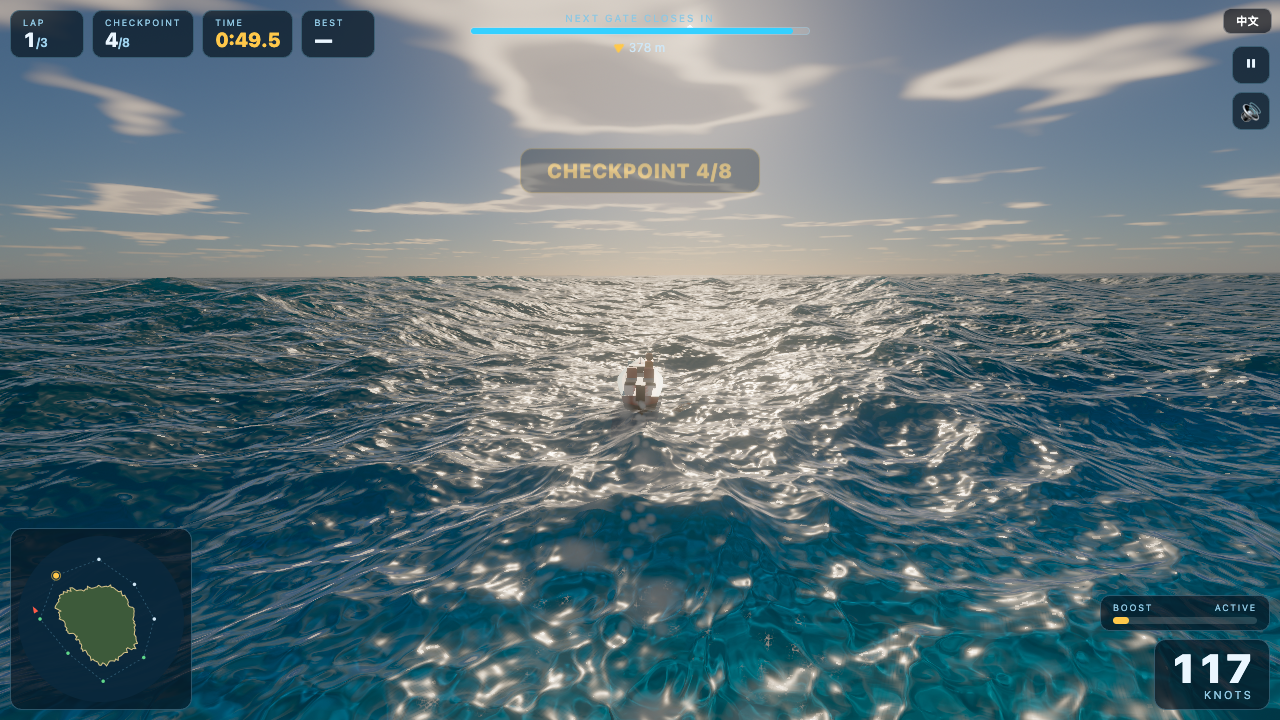 LAP
1/3
CHECKPOINT
4/8
TIME
0:49.5
BEST
—
NEXT GATE CLOSES IN
378 m
中文
CHECKPOINT 4/8
BOOST ACTIVE
117
KNOTS